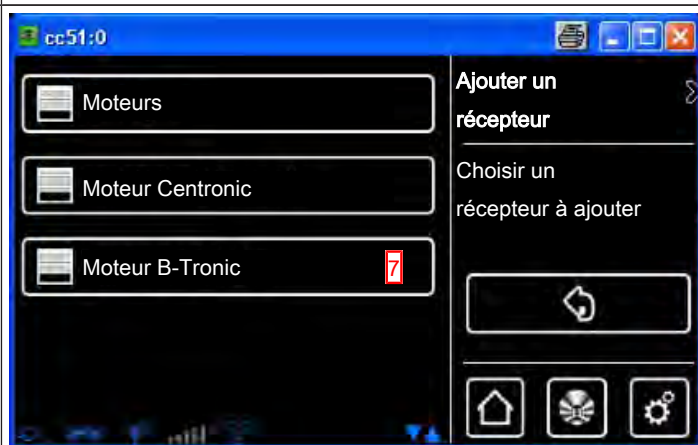 cc51:0
Moteurs
Moteur Centronic
Moteur B-Tronic 7
Ajouter un
récepteur
Choisir un
récepteur à ajouter